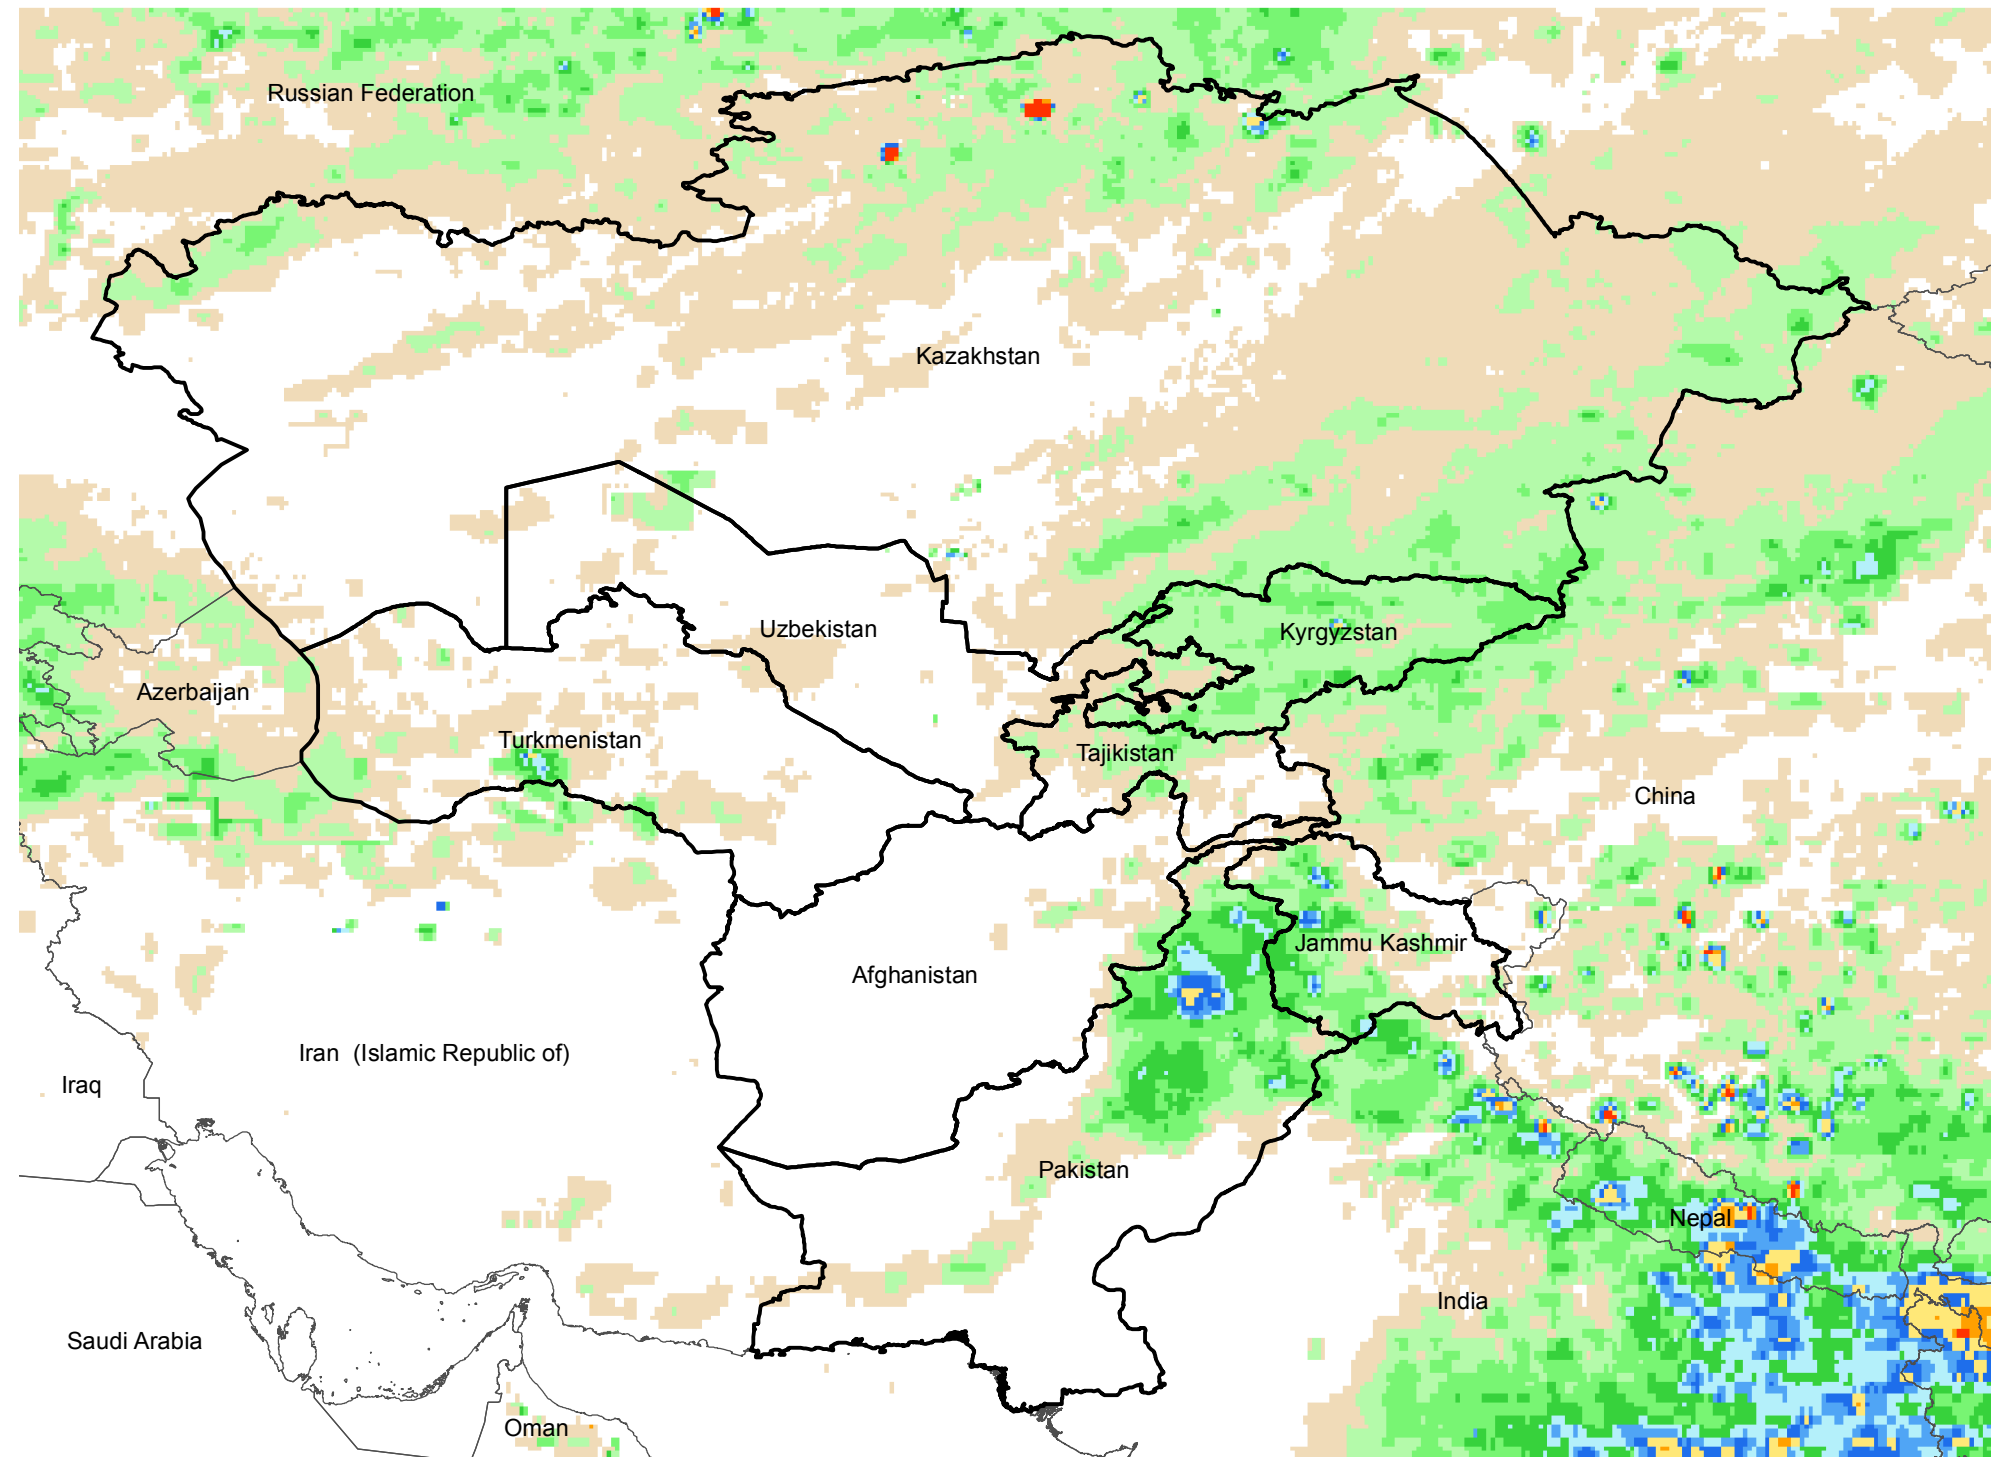 Russian Federation
Kazakhstan
Uzbekistan
Kyrgyzstan
Azerbaijan
Turkmenistan
Tajikistan
China
Jammu Kashmir
Afghanistan
Iran (Islamic Republic of)
Iraq
Pakistan
Nepal
India
Saudi Arabia
Oman